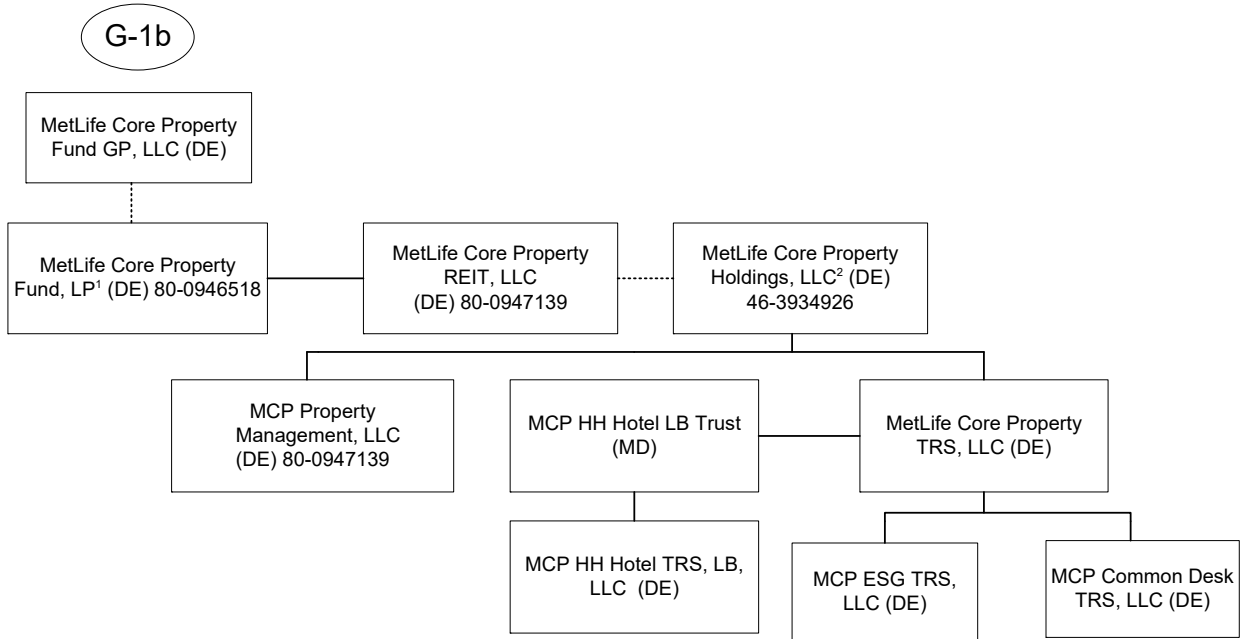 G-1b
MetLife Core Property
Fund GP, LLC (DE)
MetLife Core Property
Fund, LP¹ (DE) 80-0946518
MetLife Core Property
REIT, LLC
(DE) 80-0947139
MetLife Core Property
Holdings, LLC² (DE)
46-3934926
MCP Property
Management, LLC
(DE) 80-0947139
MCP HH Hotel LB Trust
(MD)
MetLife Core Property
TRS, LLC (DE)
MCP HH Hotel TRS, LB,
LLC (DE)
MCP ESG TRS,
LLC (DE)
MCP Common Desk
TRS, LLC (DE)